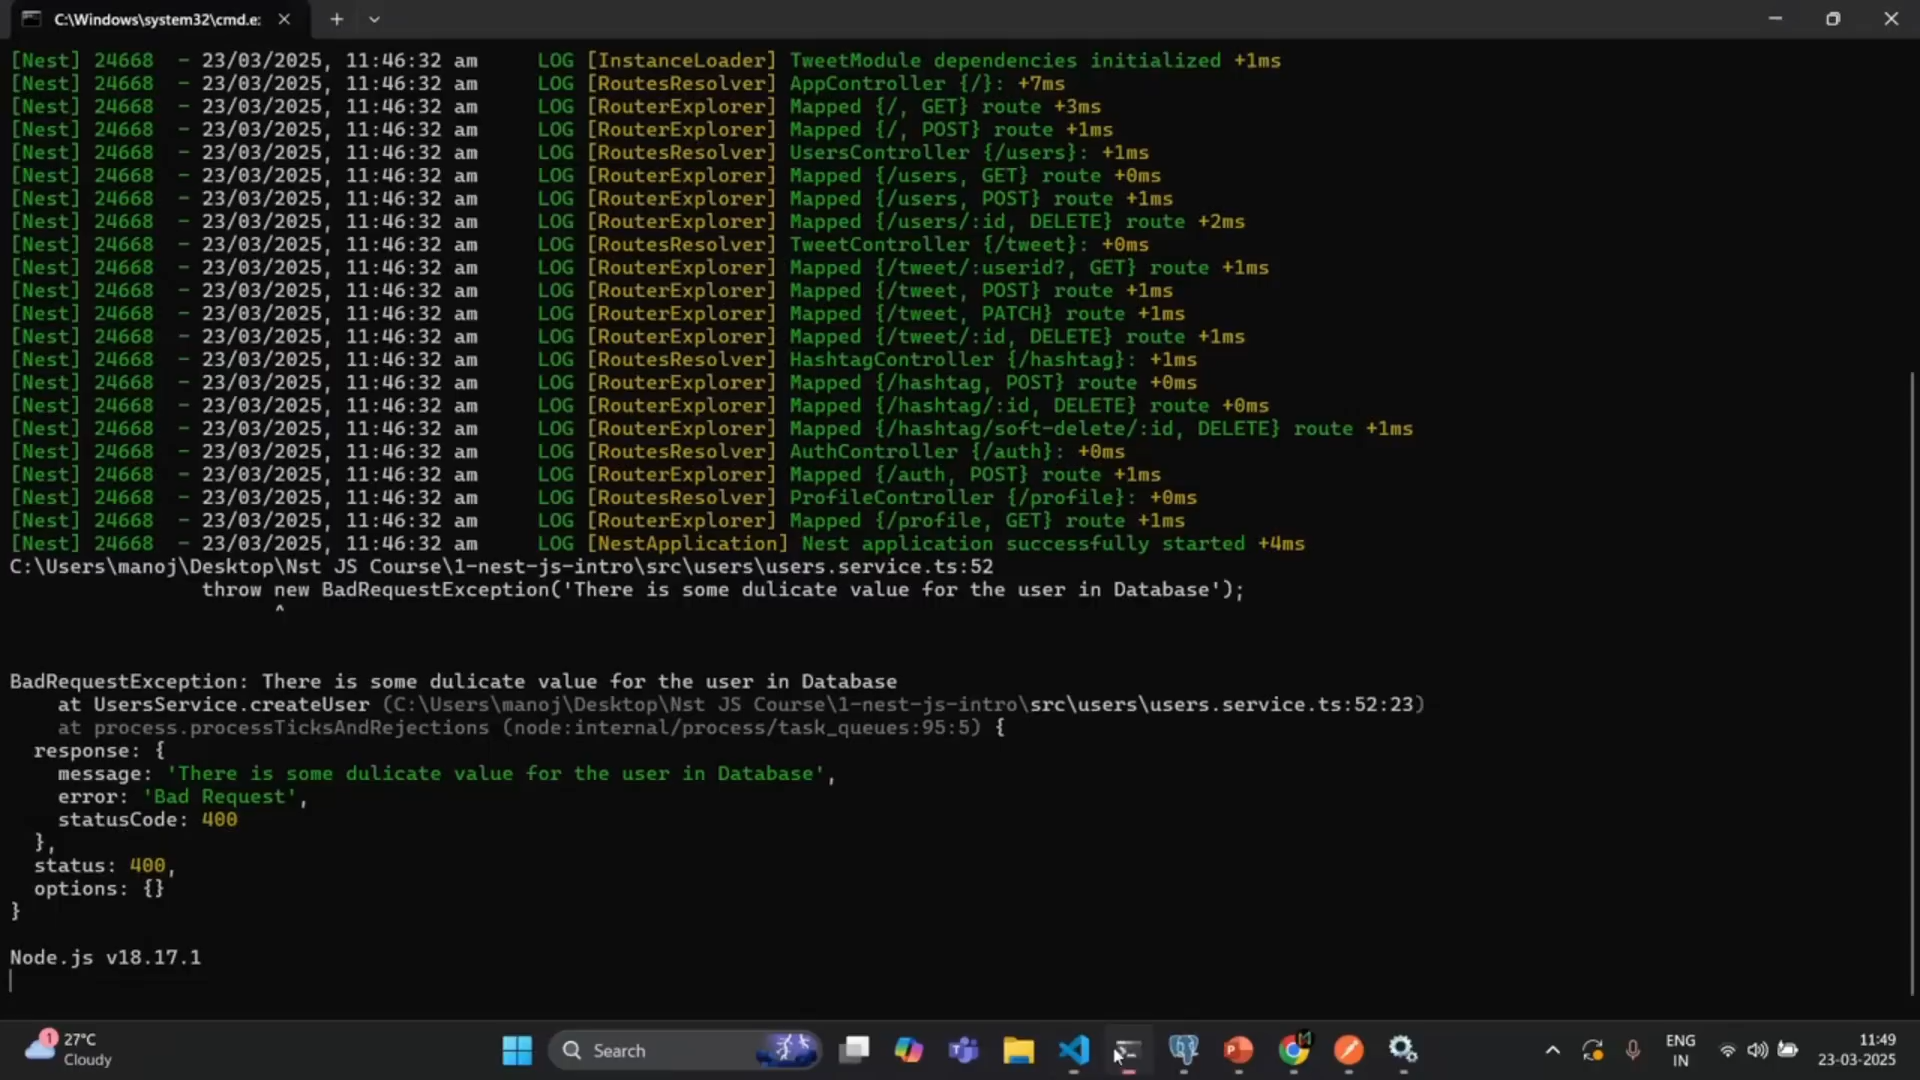 C:\Windows\system32\cmd.e:
[Nest] 24668  - 23/03/2025, 11:46:32 am     LOG [InstanceLoader] TweetModule dependencies initialized +1ms
[Nest] 24668  - 23/03/2025, 11:46:32 am     LOG [RoutesResolver] AppController {/}: +7ms
[Nest] 24668  - 23/03/2025, 11:46:32 am     LOG [RouterExplorer] Mapped {/, GET} route +3ms
[Nest] 24668  - 23/03/2025, 11:46:32 am     LOG [RouterExplorer] Mapped {/, POST} route +1ms
[Nest] 24668  - 23/03/2025, 11:46:32 am     LOG [RoutesResolver] UsersController {/users}: +1ms
[Nest] 24668  - 23/03/2025, 11:46:32 am     LOG [RouterExplorer] Mapped {/users, GET} route +0ms
[Nest] 24668  - 23/03/2025, 11:46:32 am     LOG [RouterExplorer] Mapped {/users, POST} route +1ms
[Nest] 24668  - 23/03/2025, 11:46:32 am     LOG [RouterExplorer] Mapped {/users/:id, DELETE} route +2ms
[Nest] 24668  - 23/03/2025, 11:46:32 am     LOG [RoutesResolver] TweetController {/tweet}: +0ms
[Nest] 24668  - 23/03/2025, 11:46:32 am     LOG [RouterExplorer] Mapped {/tweet/:userid?, GET} route +1ms
[Nest] 24668  - 23/03/2025, 11:46:32 am     LOG [RouterExplorer] Mapped {/tweet, POST} route +1ms
[Nest] 24668  - 23/03/2025, 11:46:32 am     LOG [RouterExplorer] Mapped {/tweet, PATCH} route +1ms
[Nest] 24668  - 23/03/2025, 11:46:32 am     LOG [RouterExplorer] Mapped {/tweet/:id, DELETE} route +1ms
[Nest] 24668  - 23/03/2025, 11:46:32 am     LOG [RoutesResolver] HashtagController {/hashtag}: +1ms
[Nest] 24668  - 23/03/2025, 11:46:32 am     LOG [RouterExplorer] Mapped {/hashtag, POST} route +0ms
[Nest] 24668  - 23/03/2025, 11:46:32 am     LOG [RouterExplorer] Mapped {/hashtag/:id, DELETE} route +0ms
[Nest] 24668  - 23/03/2025, 11:46:32 am     LOG [RouterExplorer] Mapped {/hashtag/soft-delete/:id, DELETE} route +1ms
[Nest] 24668  - 23/03/2025, 11:46:32 am     LOG [RoutesResolver] AuthController {/auth}: +0ms
[Nest] 24668  - 23/03/2025, 11:46:32 am     LOG [RouterExplorer] Mapped {/auth, POST} route +1ms
[Nest] 24668  - 23/03/2025, 11:46:32 am     LOG [RoutesResolver] ProfileController {/profile}: +0ms
[Nest] 24668  - 23/03/2025, 11:46:32 am     LOG [RouterExplorer] Mapped {/profile, GET} route +1ms
[Nest] 24668  - 23/03/2025, 11:46:32 am     LOG [NestApplication] Nest application successfully started +4ms
C:\Users\manoj\Desktop\Nst JS Course\1-nest-js-intro\src\users\users.service.ts:52
                throw new BadRequestException('There is some dulicate value for the user in Database');
                      ^
BadRequestException: There is some dulicate value for the user in Database
    at UsersService.createUser (C:\Users\manoj\Desktop\Nst JS Course\1-nest-js-intro\src\users\users.service.ts:52:23)
    at process.processTicksAndRejections (node:internal/process/task_queues:95:5) {
  response: {
    message: 'There is some dulicate value for the user in Database',
    error: 'Bad Request',
    statusCode: 400
  },
  status: 400,
  options: {}
}
Node.js v18.17.1
1
27°C
Cloudy
Search
M
ENG
IN
11:49
23-03-2025